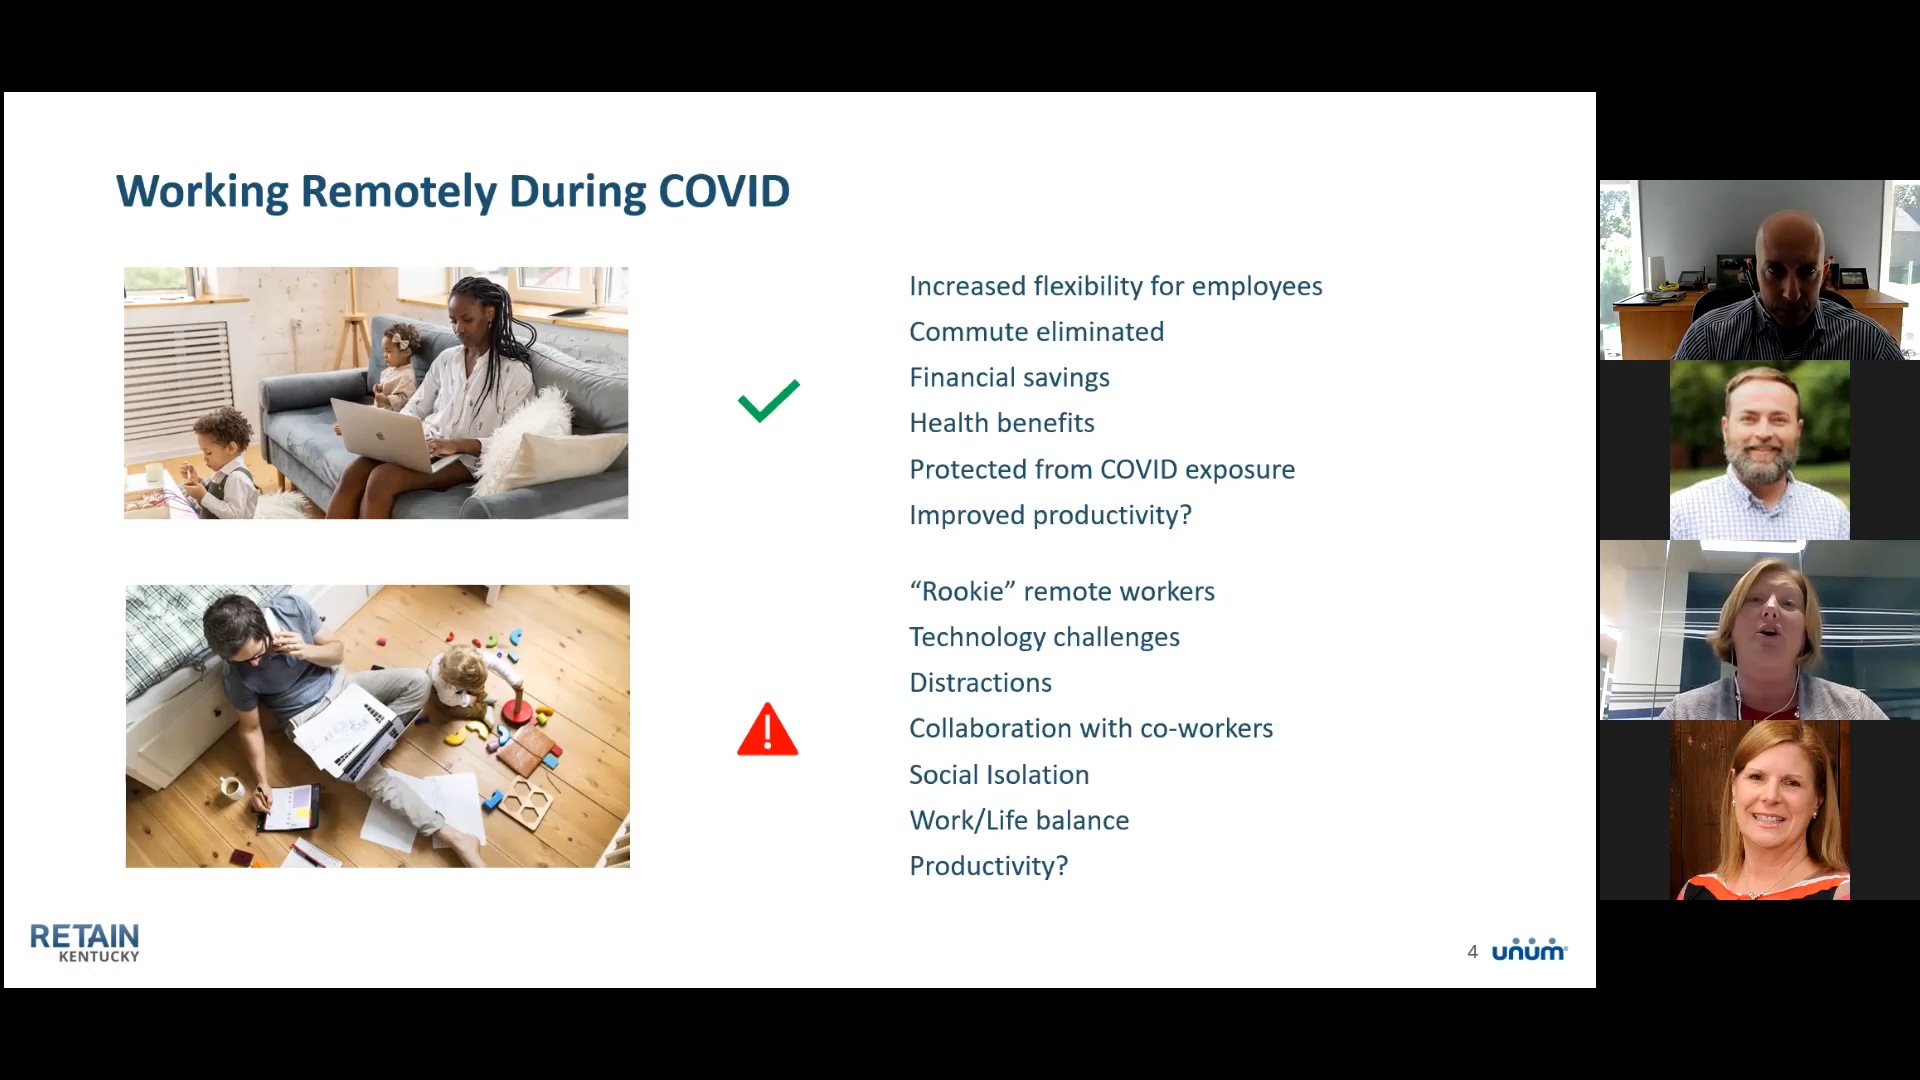 Working Remotely During COVID
Increased flexibility for employees
Commute eliminated
Financial savings
Health benefits
Protected from COVID exposure
Improved productivity?
“Rookie” remote workers
Technology challenges
Distractions
Collaboration with co-workers
Social Isolation
Work/Life balance
Productivity?
RETAIN
KENTUCKY
4
unum